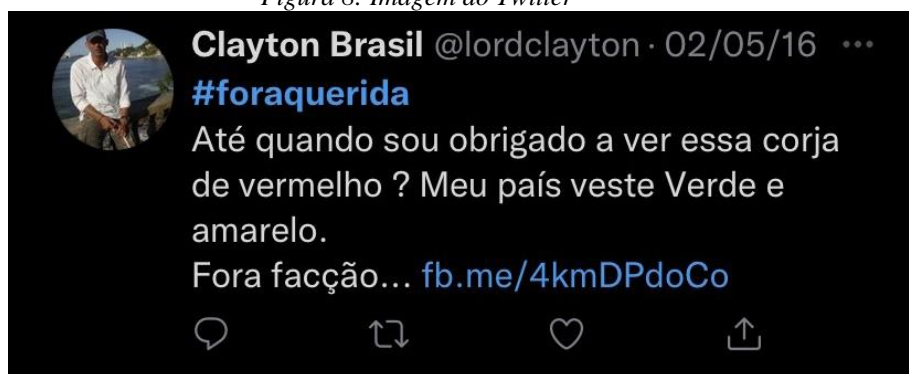 Figura 8: Imagem do Twitter
Clayton Brasil @lordclayton · 02/05/16
#foraquerida
Até quando sou obrigado a ver essa corja
de vermelho ? Meu país veste Verde e
amarelo.
Fora facção... fb.me/4kmDPdoCo